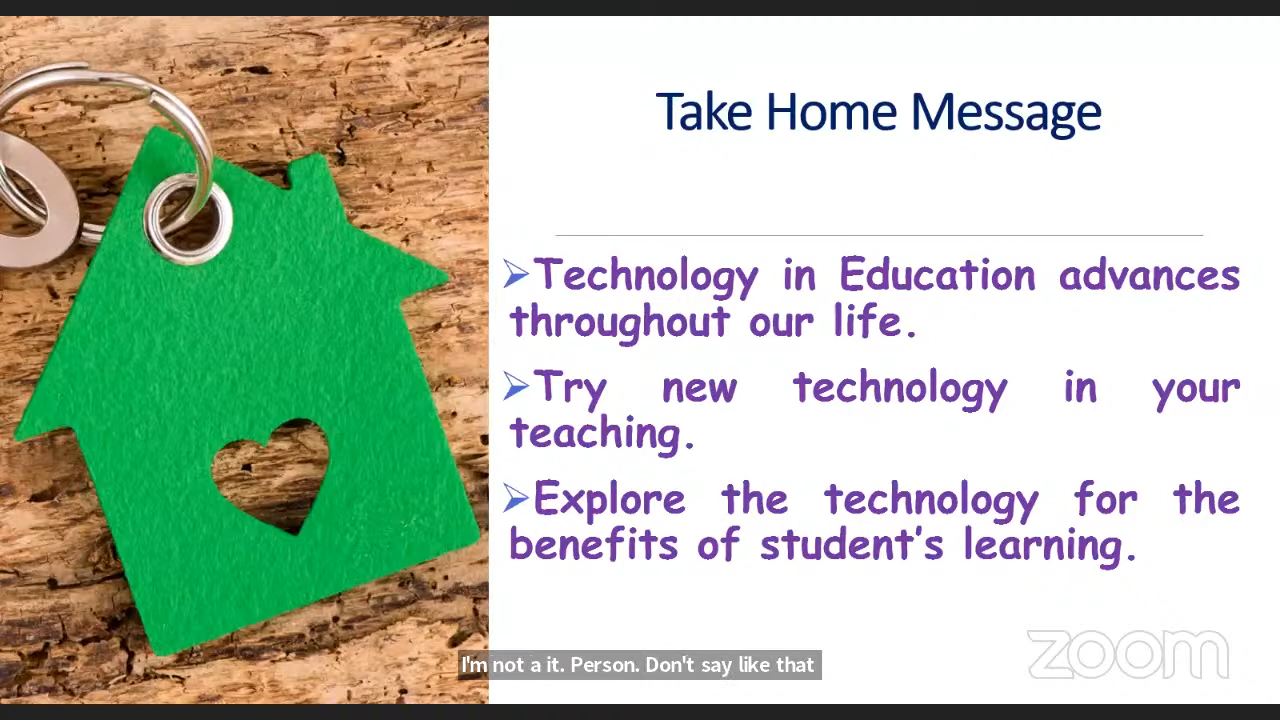 Take Home Message
➢Technology in Education advances
throughout our life.
➢Try new technology in your
teaching.
➢Explore the technology for the
benefits of student's learning.
zoom
I'm not a it. Person. Don't say like that